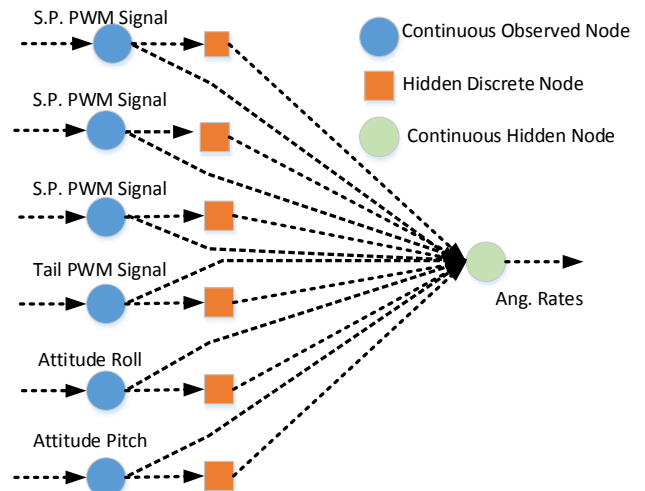 S.P. PWM Signal
Continuous Observed Node
Hidden Discrete Node
S.P. PWM Signal
Continuous Hidden Node
S.P. PWM Signal
Tail PWM Signal
Ang. Rates
Attitude Roll
Attitude Pitch